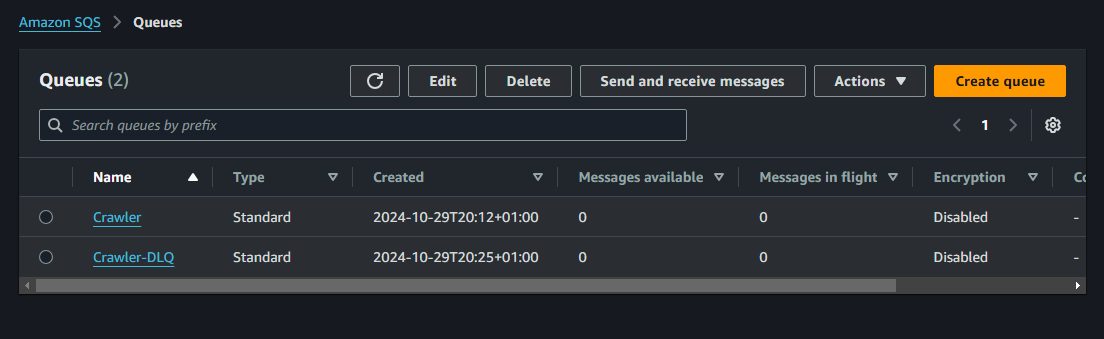 Amazon SQS > Queues
Queues (2) Edit Delete Send and receive messages Actions Create queue
Search queues by prefix 1
Name Type Created Messages available Messages in flight Encryption Co
Crawler Standard 2024-10-29T20:12+01:00 0 0 Disabled -
Crawler-DLQ Standard 2024-10-29T20:25+01:00 0 0 Disabled -